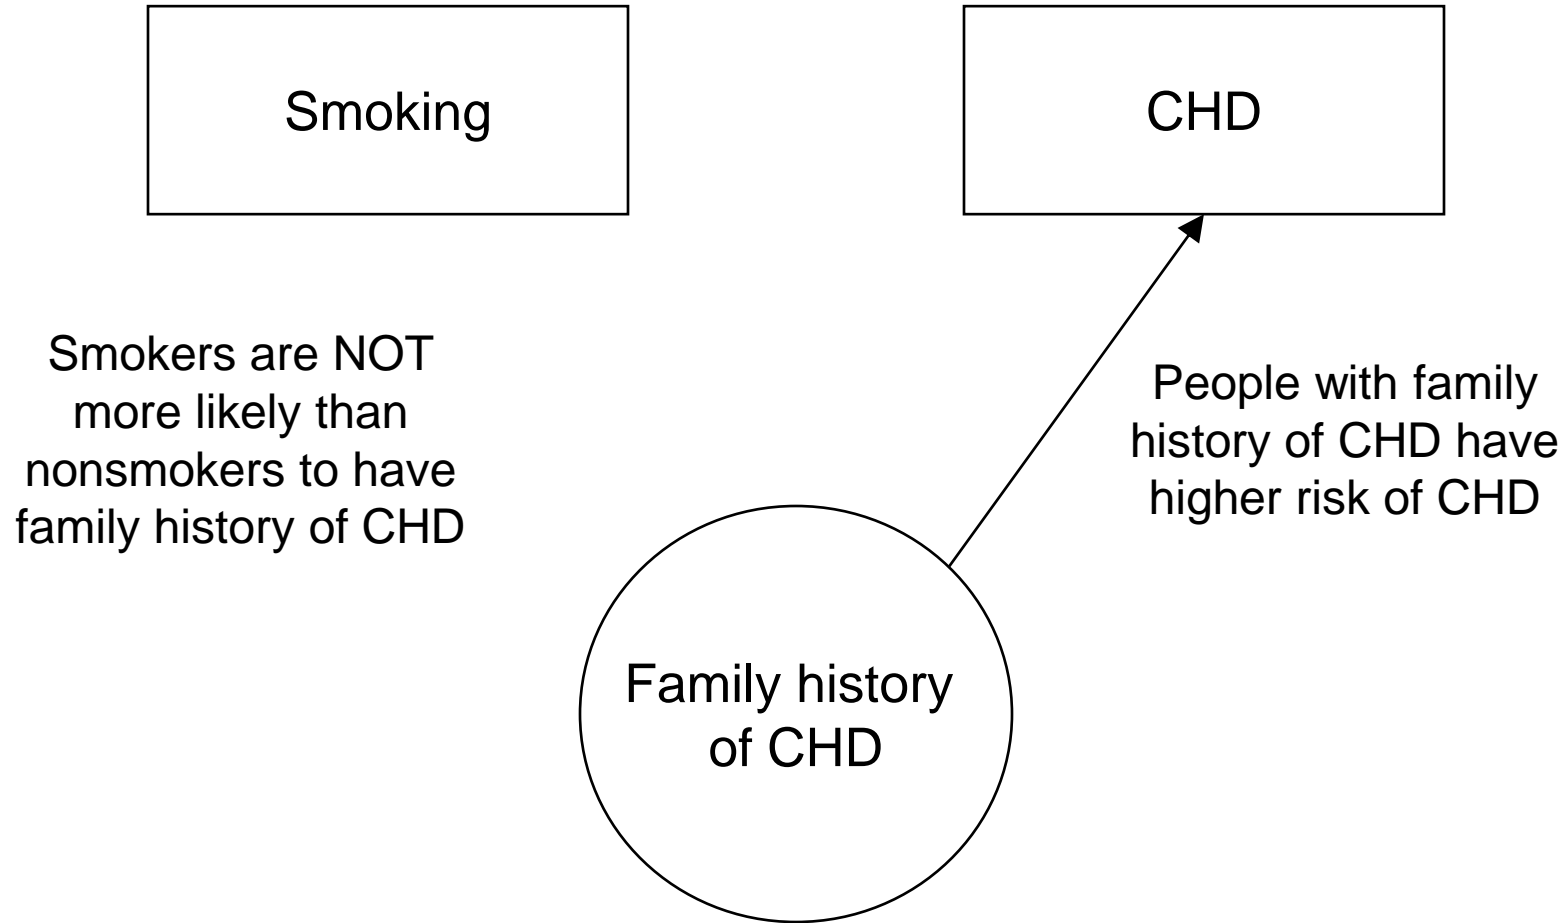 Smoking
CHD
Smokers are NOT
more likely than
nonsmokers to have
family history of CHD
People with family
history of CHD have
higher risk of CHD
Family history
of CHD